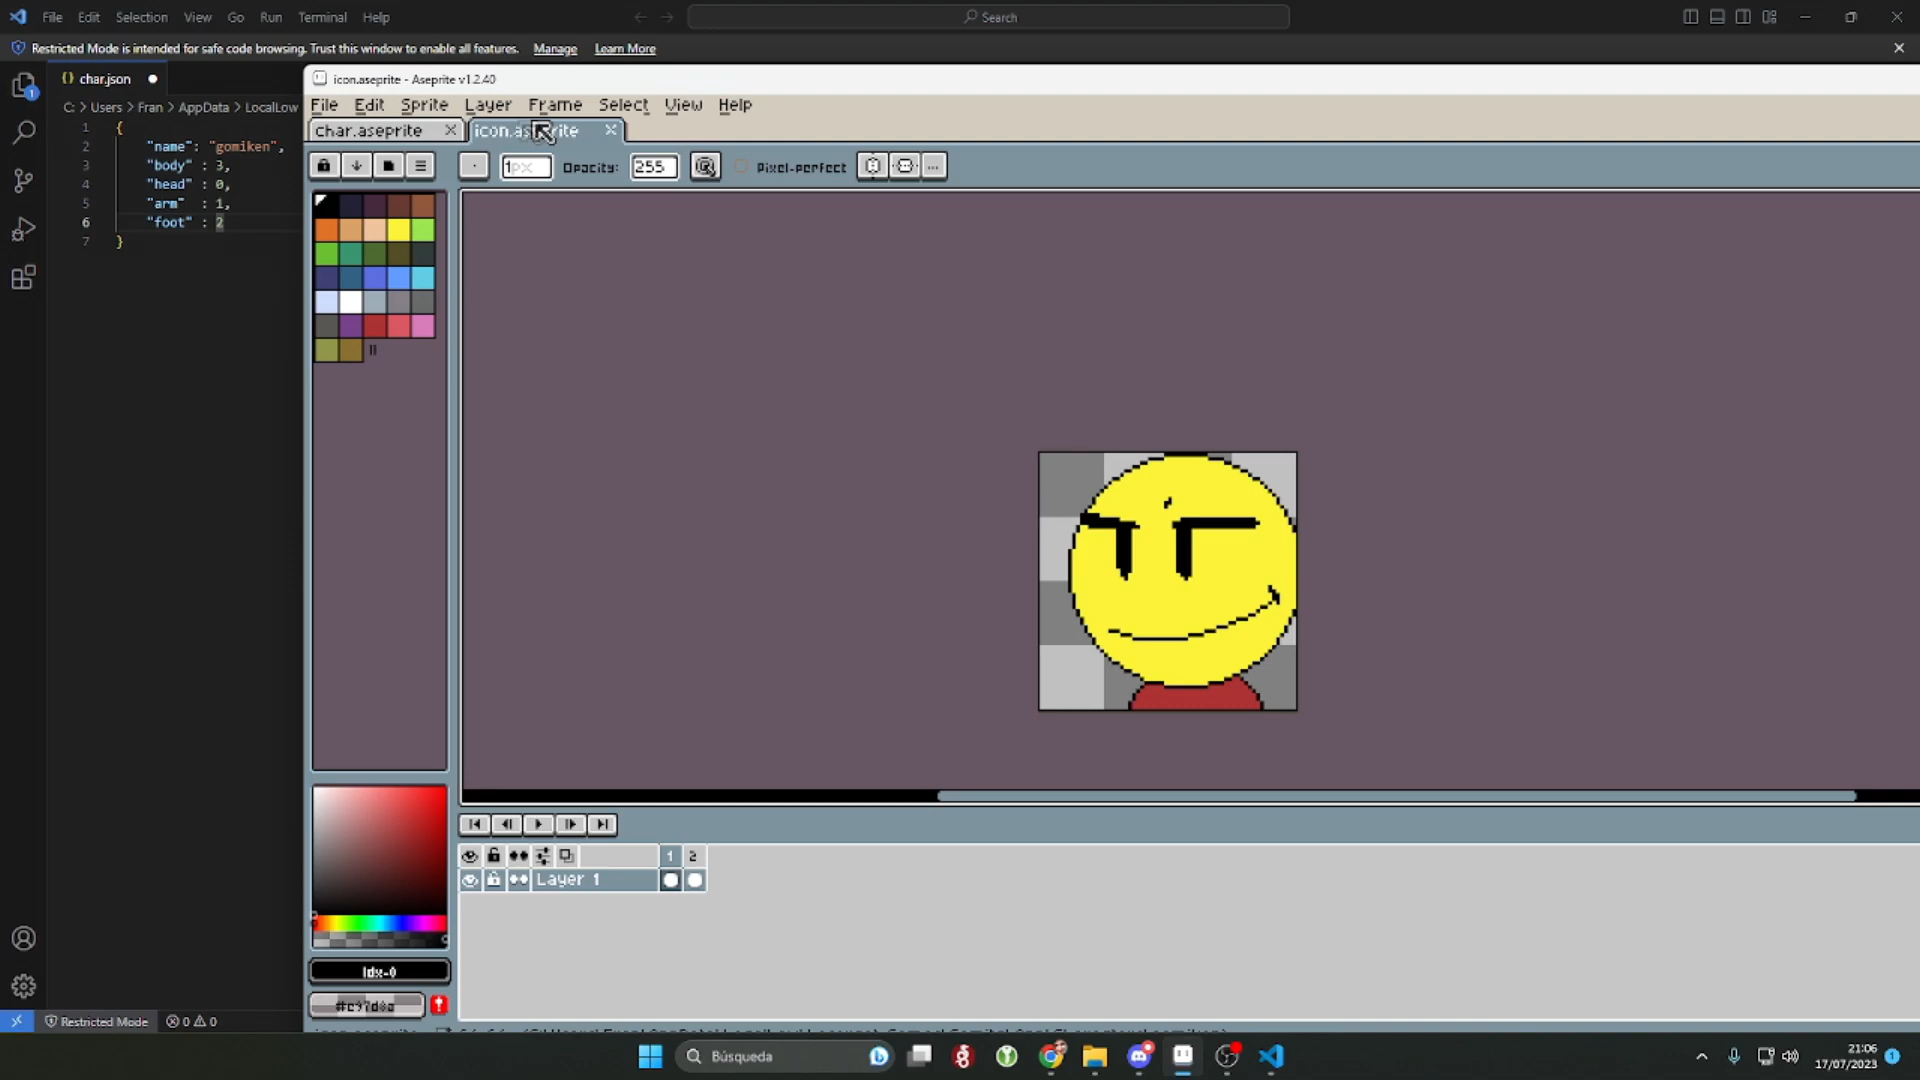 File Edit Selection View Go Run Terminal Help Search
Restricted Mode is intended for safe code browsing. Trust this window to enable all features. Manage Learn More
{} char.json
C: > Users > Fran > AppData > LocalLow
1 {
2 "name": "gomiken",
3 "body" : 3,
4 "head" : 0,
5 "arm" : 1,
6 "foot" : 2
7 }
icon.aseprite - Aseprite v1.2.40
File Edit Sprite Layer Frame Select View Help
char.aseprite icon.aseprite
1px Opacity: 255 Pixel-perfect
1 2
Layer 1
Idx-0
Restricted Mode 0 0
Búsqueda
21:06
17/07/2023
1